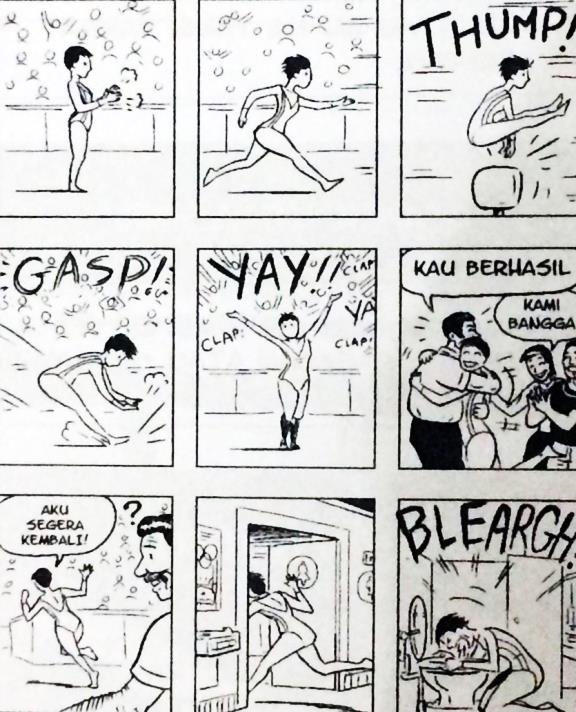 THUMP!
GASP!
YAY!!
CLAP
YA
CLAP!
CLAP!
KAU BERHASIL
KAMI
BANGGA
AKU
SEGERA
KEMBALI!
?
BLEARGH!